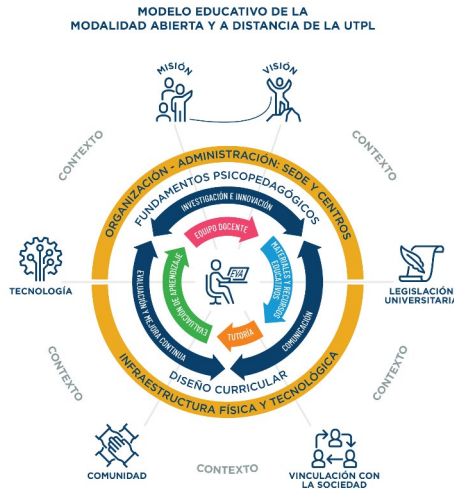 MODELO EDUCATIVO DE LA
MODALIDAD ABIERTA Y A DISTANCIA DE LA UTPL
MISIÓN
VISIÓN
CONTEXTO
CONTEXTO
ORGANIZACIÓN - ADMINISTRACIÓN: SEDE Y CENTROS
FUNDAMENTOS PSICOPEDAGÓGICOS
INVESTIGACIÓN E INNOVACIÓN
EQUIPO DOCENTE
MATERIALES Y RECURSOS
EDUCATIVOS
EVALUACIÓN DE APRENDIZAJE
EVA
EVALUACIÓN Y MEJORA CONTINUA
COMUNICACIÓN
TUTORÍA
TECNOLOGÍA
LEGISLACIÓN
UNIVERSITARIA
DISEÑO CURRICULAR
INFRAESTRUCTURA FÍSICA Y TECNOLÓGICA
CONTEXTO
CONTEXTO
COMUNIDAD
CONTEXTO
VINCULACIÓN CON
LA SOCIEDAD